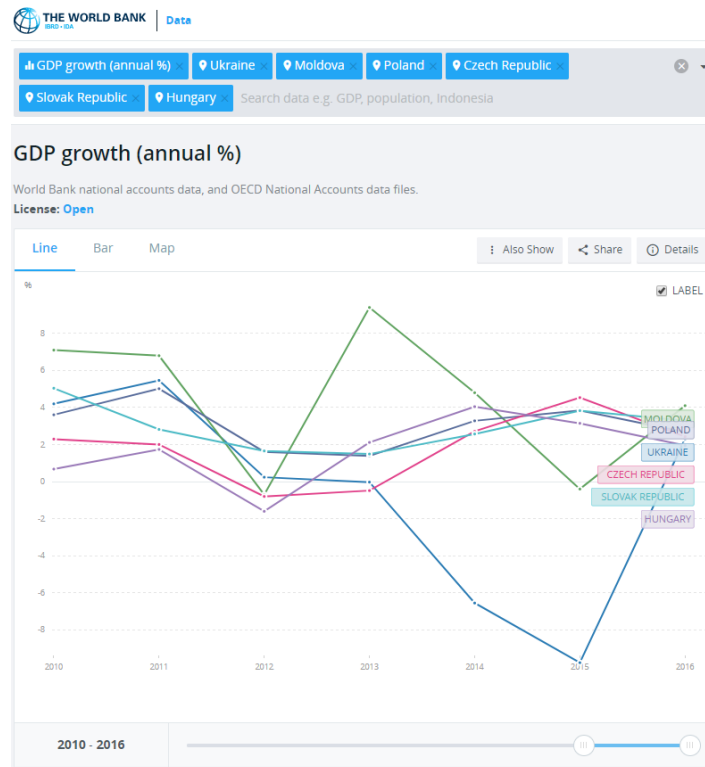 THE WORLD BANK
IBRD • IDA
Data
GDP growth (annual %) × Ukraine × Moldova × Poland × Czech Republic ×
Slovak Republic × Hungary × Search data e.g. GDP, population, Indonesia
GDP growth (annual %)
World Bank national accounts data, and OECD National Accounts data files.
License: Open
Line Bar Map Also Show Share Details
% LABEL
8
6
4
MOLDOVA
POLAND
2
UKRAINE
CZECH REPUBLIC
0
SLOVAK REPUBLIC
HUNGARY
-2
-4
-6
-8
2010 2011 2012 2013 2014 2015 2016
2010 - 2016